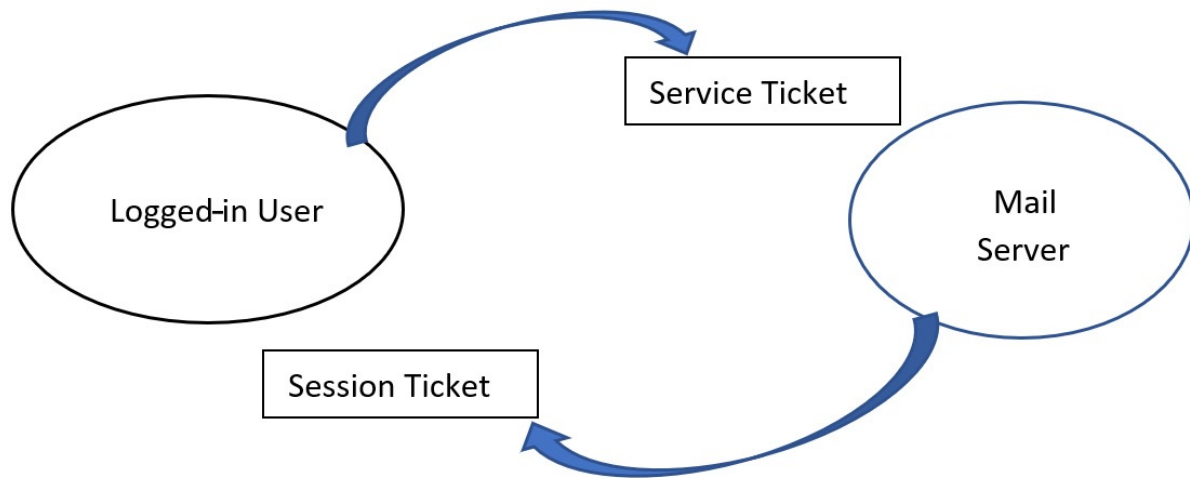 Service Ticket
Logged-in User
Mail
Server
Session Ticket